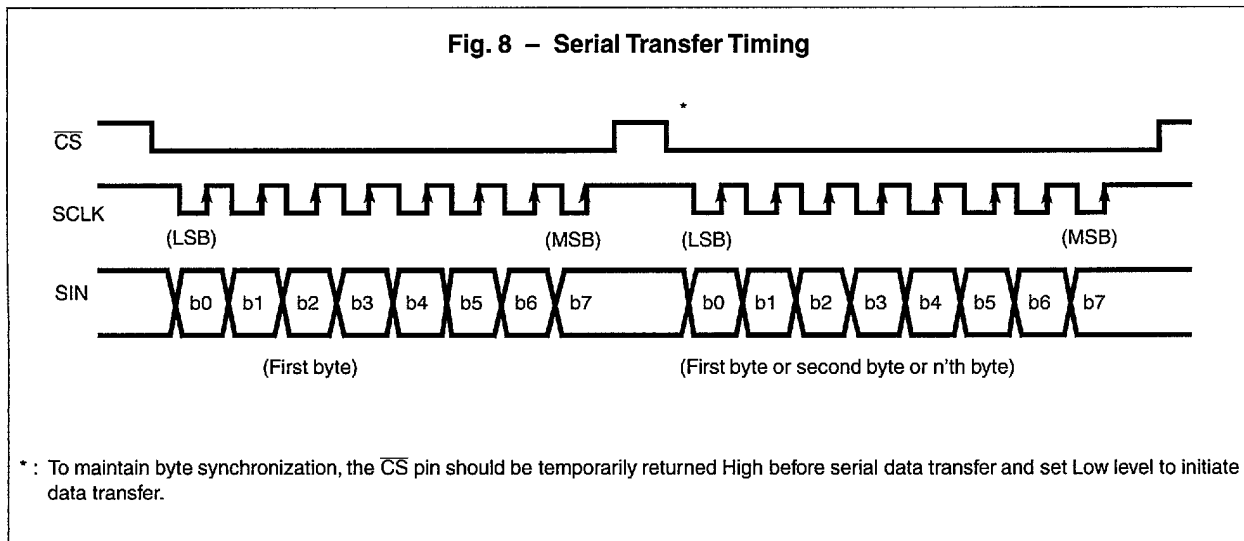 Fig. 8 – Serial Transfer Timing
*
CS
SCLK
(LSB) (MSB) (LSB) (MSB)
SIN
b0 b1 b2 b3 b4 b5 b6 b7 b0 b1 b2 b3 b4 b5 b6 b7
(First byte) (First byte or second byte or n'th byte)
* : To maintain byte synchronization, the CS pin should be temporarily returned High before serial data transfer and set Low level to initiate
data transfer.